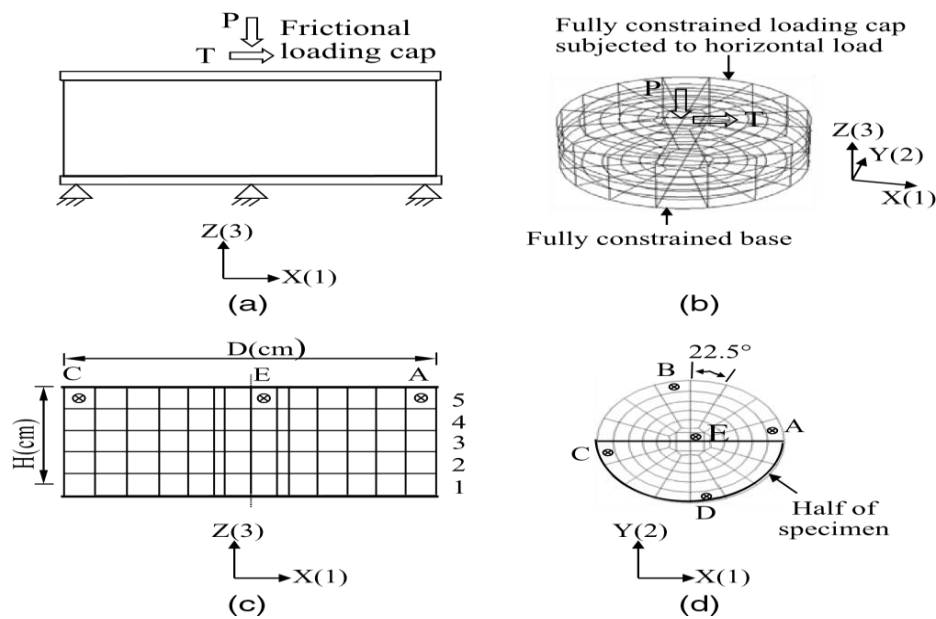 P
Frictional
loading cap
T
Z(3)
X(1)
(a)
Fully constrained loading cap
subjected to horizontal load
P
T
Z(3)
Y(2)
X(1)
Fully constrained base
(b)
D(cm)
C
E
A
H(cm)
5
4
3
2
1
Z(3)
X(1)
(c)
22.5°
B
A
E
C
D
Half of
specimen
Y(2)
X(1)
(d)